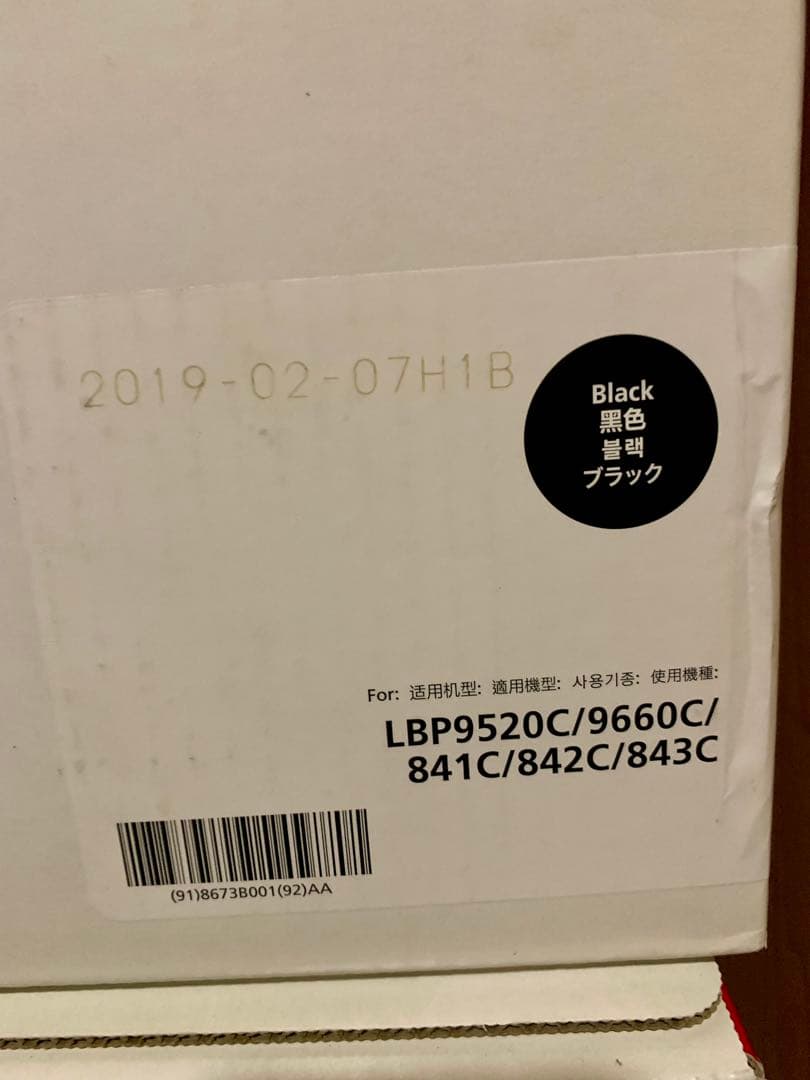 2019-02-07H1B
Black
黑色
블랙
ブラック
For: 适用机型: 適用機型: 사용기종: 使用機種:
LBP9520C/9660C/
841C/842C/843C
(91)8673B001(92)AA